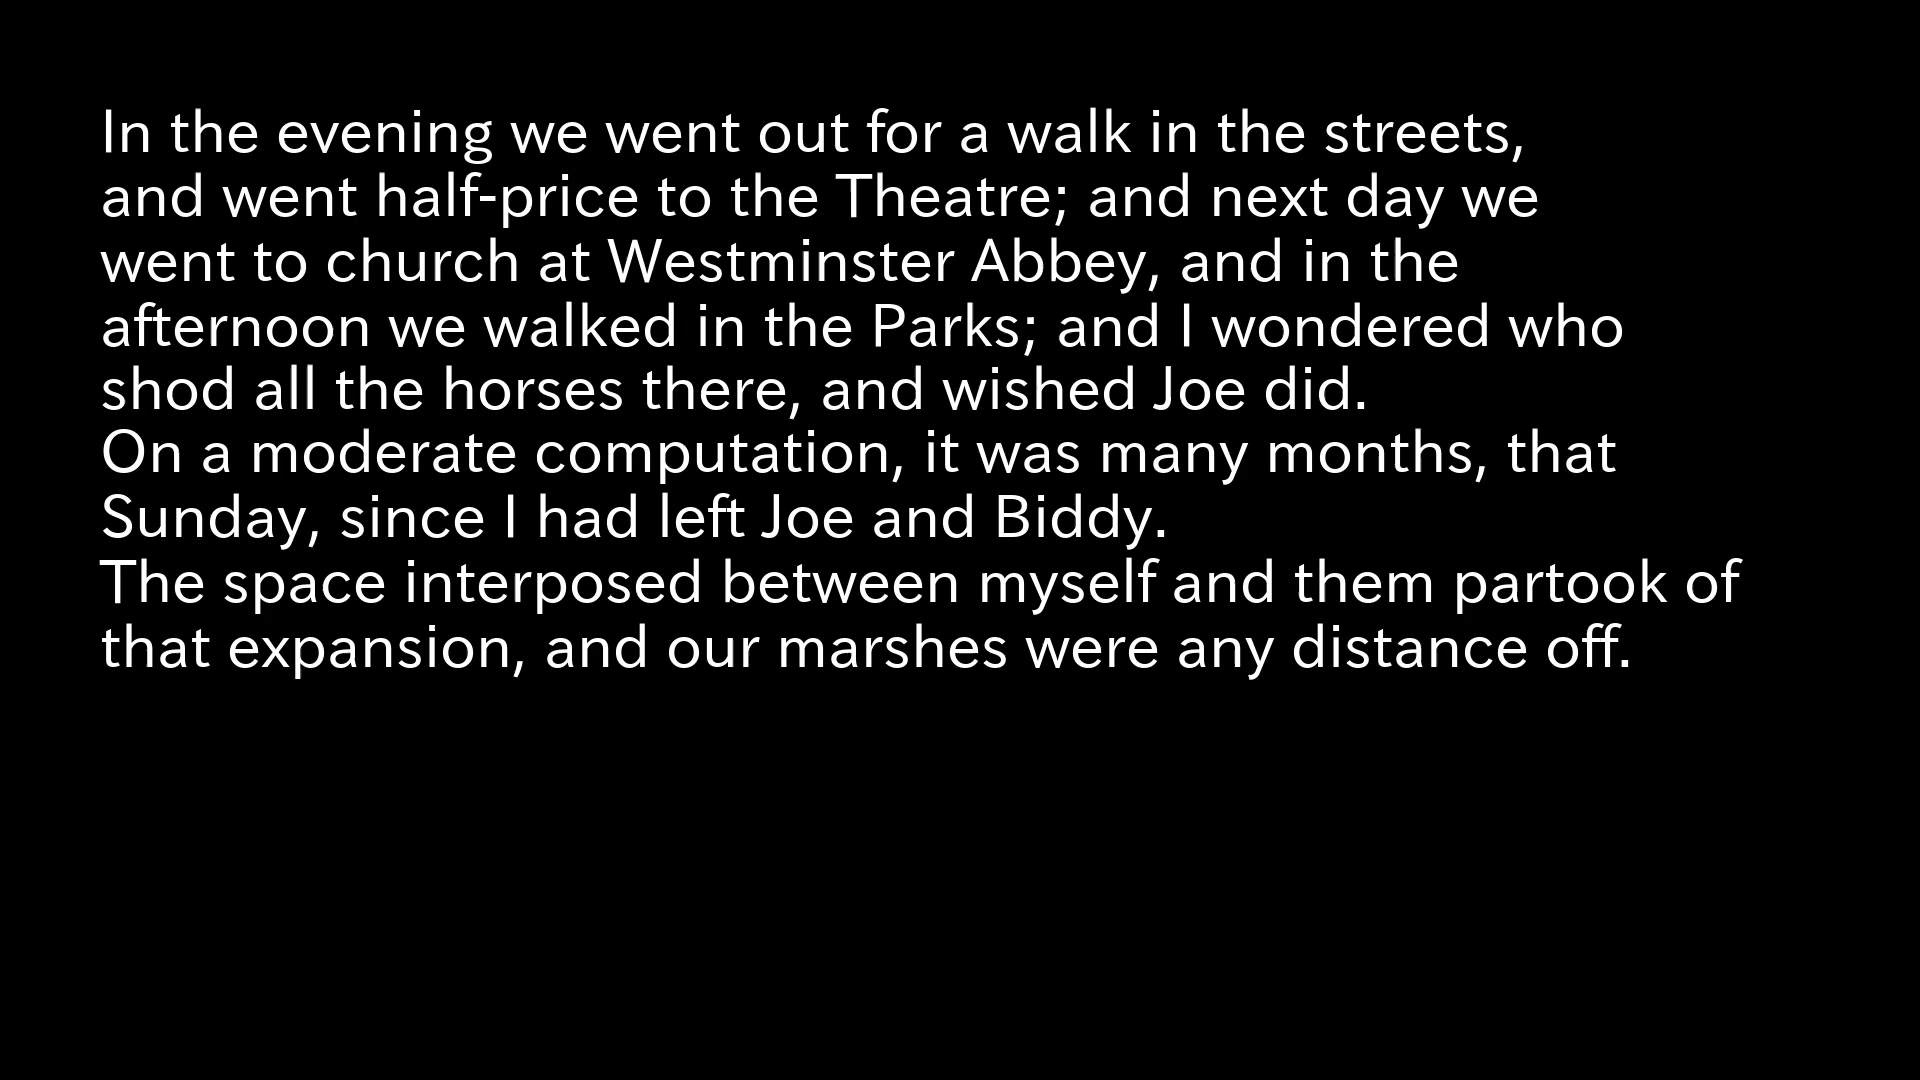 In the evening we went out for a walk in the streets,
and went half-price to the Theatre; and next day we
went to church at Westminster Abbey, and in the
afternoon we walked in the Parks; and I wondered who
shod all the horses there, and wished Joe did.
On a moderate computation, it was many months, that
Sunday, since I had left Joe and Biddy.
The space interposed between myself and them partook of
that expansion, and our marshes were any distance off.